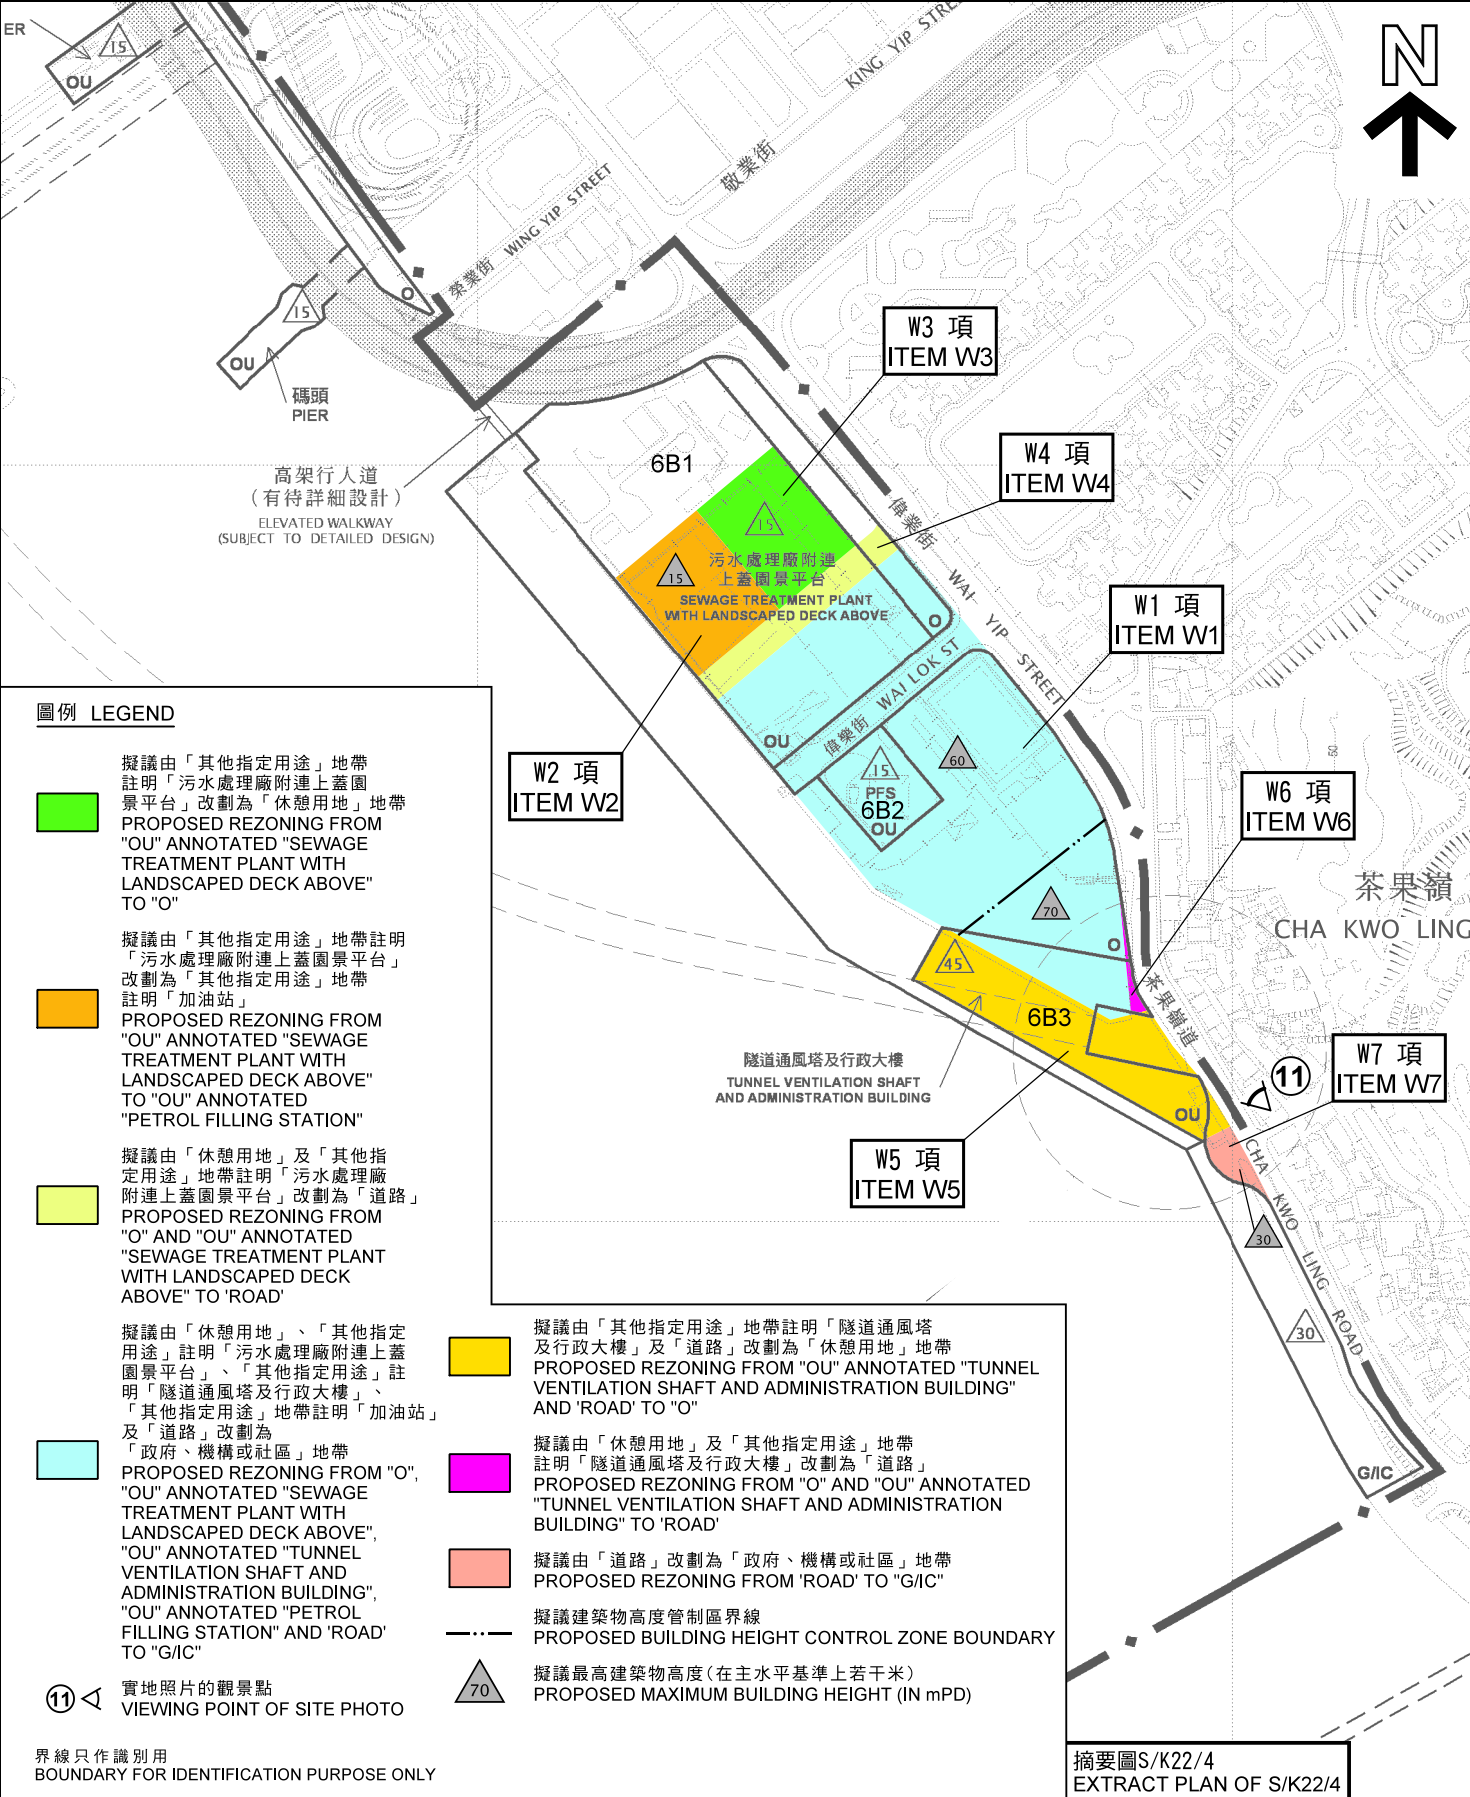 ER
15
OU
KING YIP STREE
敬業街
榮業街 WING YIP STREET
N
O
15
OU
碼頭
PIER
高架行人道
(有待詳細設計)
ELEVATED WALKWAY
(SUBJECT TO DETAILED DESIGN)
W3 項
ITEM W3
W4 項
ITEM W4
偉業街 WAI YIP STREET
6B1
15
15
污水處理廠附連
上蓋園景平台
SEWAGE TREATMENT PLANT
WITH LANDSCAPED DECK ABOVE
O
W1 項
ITEM W1
偉樂街 WAI LOK ST
OU
60
15
PFS
6B2
OU
W2 項
ITEM W2
W6 項
ITEM W6
50
茶果嶺
CHA KWO LING
70
O
45
6B3
茶果嶺道 CHA KWO LING ROAD
隧道通風塔及行政大樓
TUNNEL VENTILATION SHAFT
AND ADMINISTRATION BUILDING
11
W7 項
ITEM W7
OU
W5 項
ITEM W5
30
30
G/IC
圖例 LEGEND
擬議由「其他指定用途」地帶
註明「污水處理廠附連上蓋園
景平台」改劃為「休憩用地」地帶
PROPOSED REZONING FROM
"OU" ANNOTATED "SEWAGE
TREATMENT PLANT WITH
LANDSCAPED DECK ABOVE"
TO "O"
擬議由「其他指定用途」地帶註明
「污水處理廠附連上蓋園景平台」
改劃為「其他指定用途」地帶
註明「加油站」
PROPOSED REZONING FROM
"OU" ANNOTATED "SEWAGE
TREATMENT PLANT WITH
LANDSCAPED DECK ABOVE"
TO "OU" ANNOTATED
"PETROL FILLING STATION"
擬議由「休憩用地」及「其他指
定用途」地帶註明「污水處理廠
附連上蓋園景平台」改劃為「道路」
PROPOSED REZONING FROM
"O" AND "OU" ANNOTATED
"SEWAGE TREATMENT PLANT
WITH LANDSCAPED DECK
ABOVE" TO 'ROAD'
擬議由「休憩用地」、「其他指定
用途」註明「污水處理廠附連上蓋
園景平台」、「其他指定用途」註
明「隧道通風塔及行政大樓」、
「其他指定用途」地帶註明「加油站」
及「道路」改劃為
「政府、機構或社區」地帶
PROPOSED REZONING FROM "O",
"OU" ANNOTATED "SEWAGE
TREATMENT PLANT WITH
LANDSCAPED DECK ABOVE",
"OU" ANNOTATED "TUNNEL
VENTILATION SHAFT AND
ADMINISTRATION BUILDING",
"OU" ANNOTATED "PETROL
FILLING STATION" AND 'ROAD'
TO "G/IC"
11 實地照片的觀景點
VIEWING POINT OF SITE PHOTO
界線只作識別用
BOUNDARY FOR IDENTIFICATION PURPOSE ONLY
擬議由「其他指定用途」地帶註明「隧道通風塔
及行政大樓」及「道路」改劃為「休憩用地」地帶
PROPOSED REZONING FROM "OU" ANNOTATED "TUNNEL
VENTILATION SHAFT AND ADMINISTRATION BUILDING"
AND 'ROAD' TO "O"
擬議由「休憩用地」及「其他指定用途」地帶
註明「隧道通風塔及行政大樓」改劃為「道路」
PROPOSED REZONING FROM "O" AND "OU" ANNOTATED
"TUNNEL VENTILATION SHAFT AND ADMINISTRATION
BUILDING" TO 'ROAD'
擬議由「道路」改劃為「政府、機構或社區」地帶
PROPOSED REZONING FROM 'ROAD' TO "G/IC"
擬議建築物高度管制區界線
PROPOSED BUILDING HEIGHT CONTROL ZONE BOUNDARY
70
擬議最高建築物高度(在主水平基準上若干米)
PROPOSED MAXIMUM BUILDING HEIGHT (IN mPD)
摘要圖S/K22/4
EXTRACT PLAN OF S/K22/4